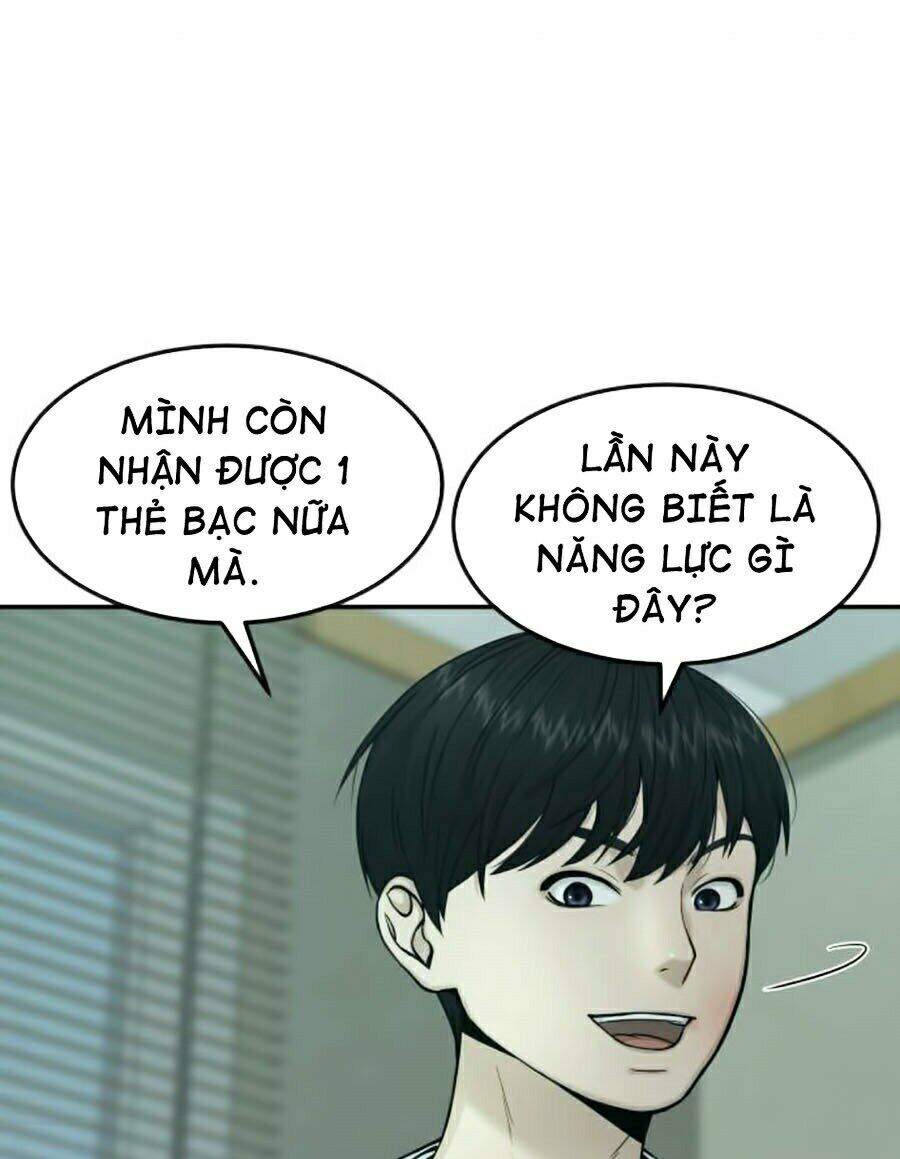 MÌNH CÒN
NHẬN ĐƯỢC 1
THẺ BẠC NỮA
MÀ.
LẦN NÀY
KHÔNG BIẾT LÀ
NĂNG LỰC GÌ
ĐÂY?